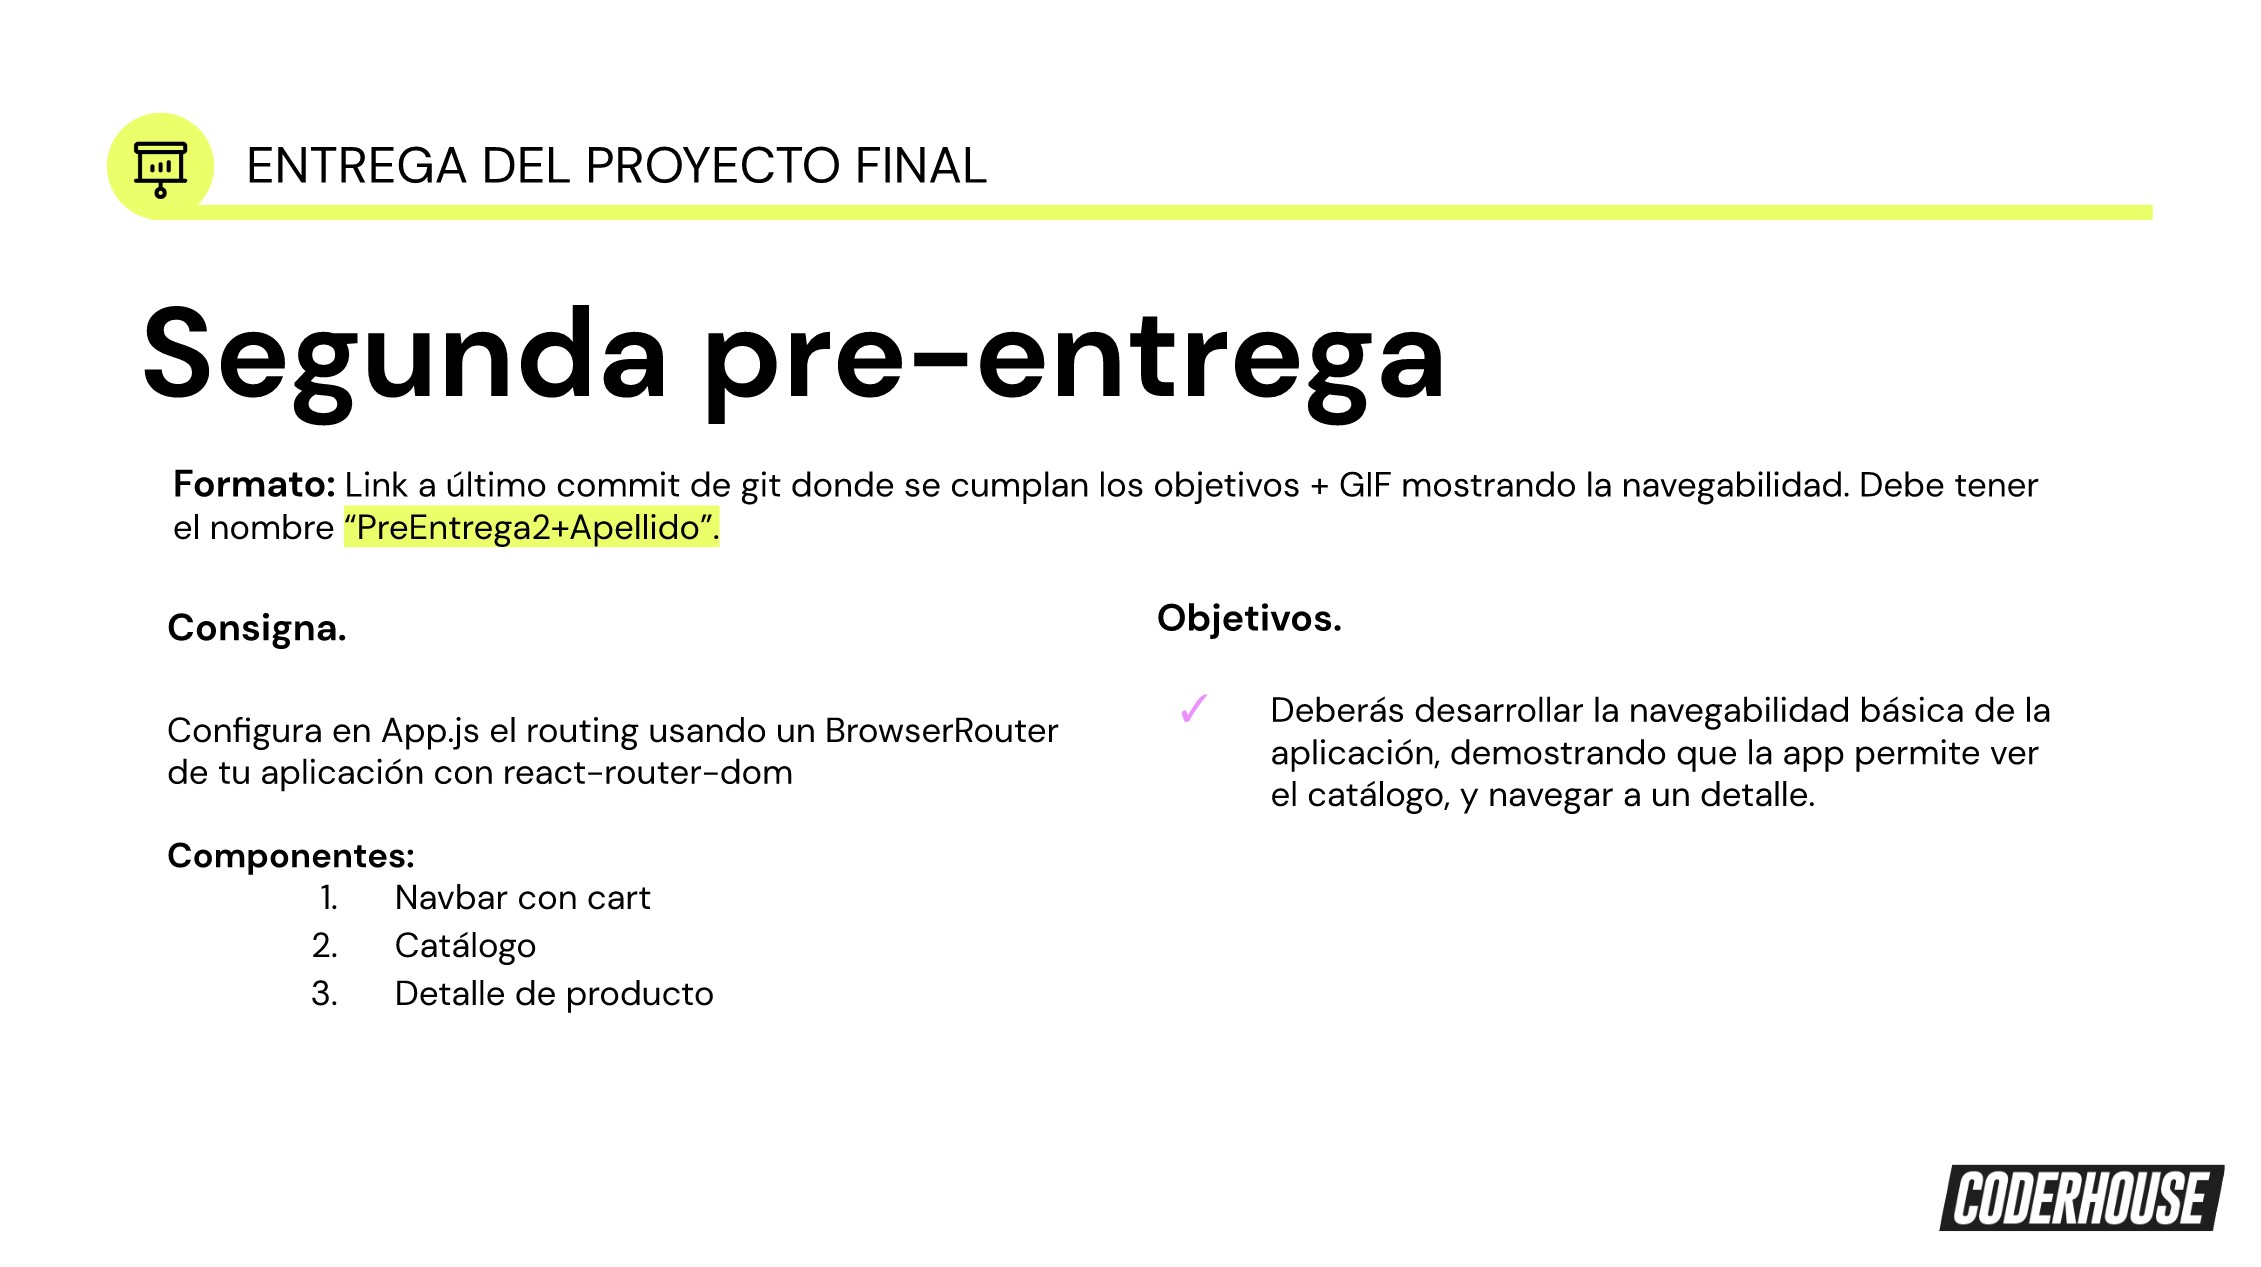 ENTREGA DEL PROYECTO FINAL
Segunda pre-entrega
Formato: Link a último commit de git donde se cumplan los objetivos + GIF mostrando la navegabilidad. Debe tener
el nombre “PreEntrega2+Apellido”.
Consigna.
Configura en App.js el routing usando un BrowserRouter
de tu aplicación con react-router-dom
Componentes:
1. Navbar con cart
2. Catálogo
3. Detalle de producto
Objetivos.
✓ Deberás desarrollar la navegabilidad básica de la
aplicación, demostrando que la app permite ver
el catálogo, y navegar a un detalle.
CODERHOUSE